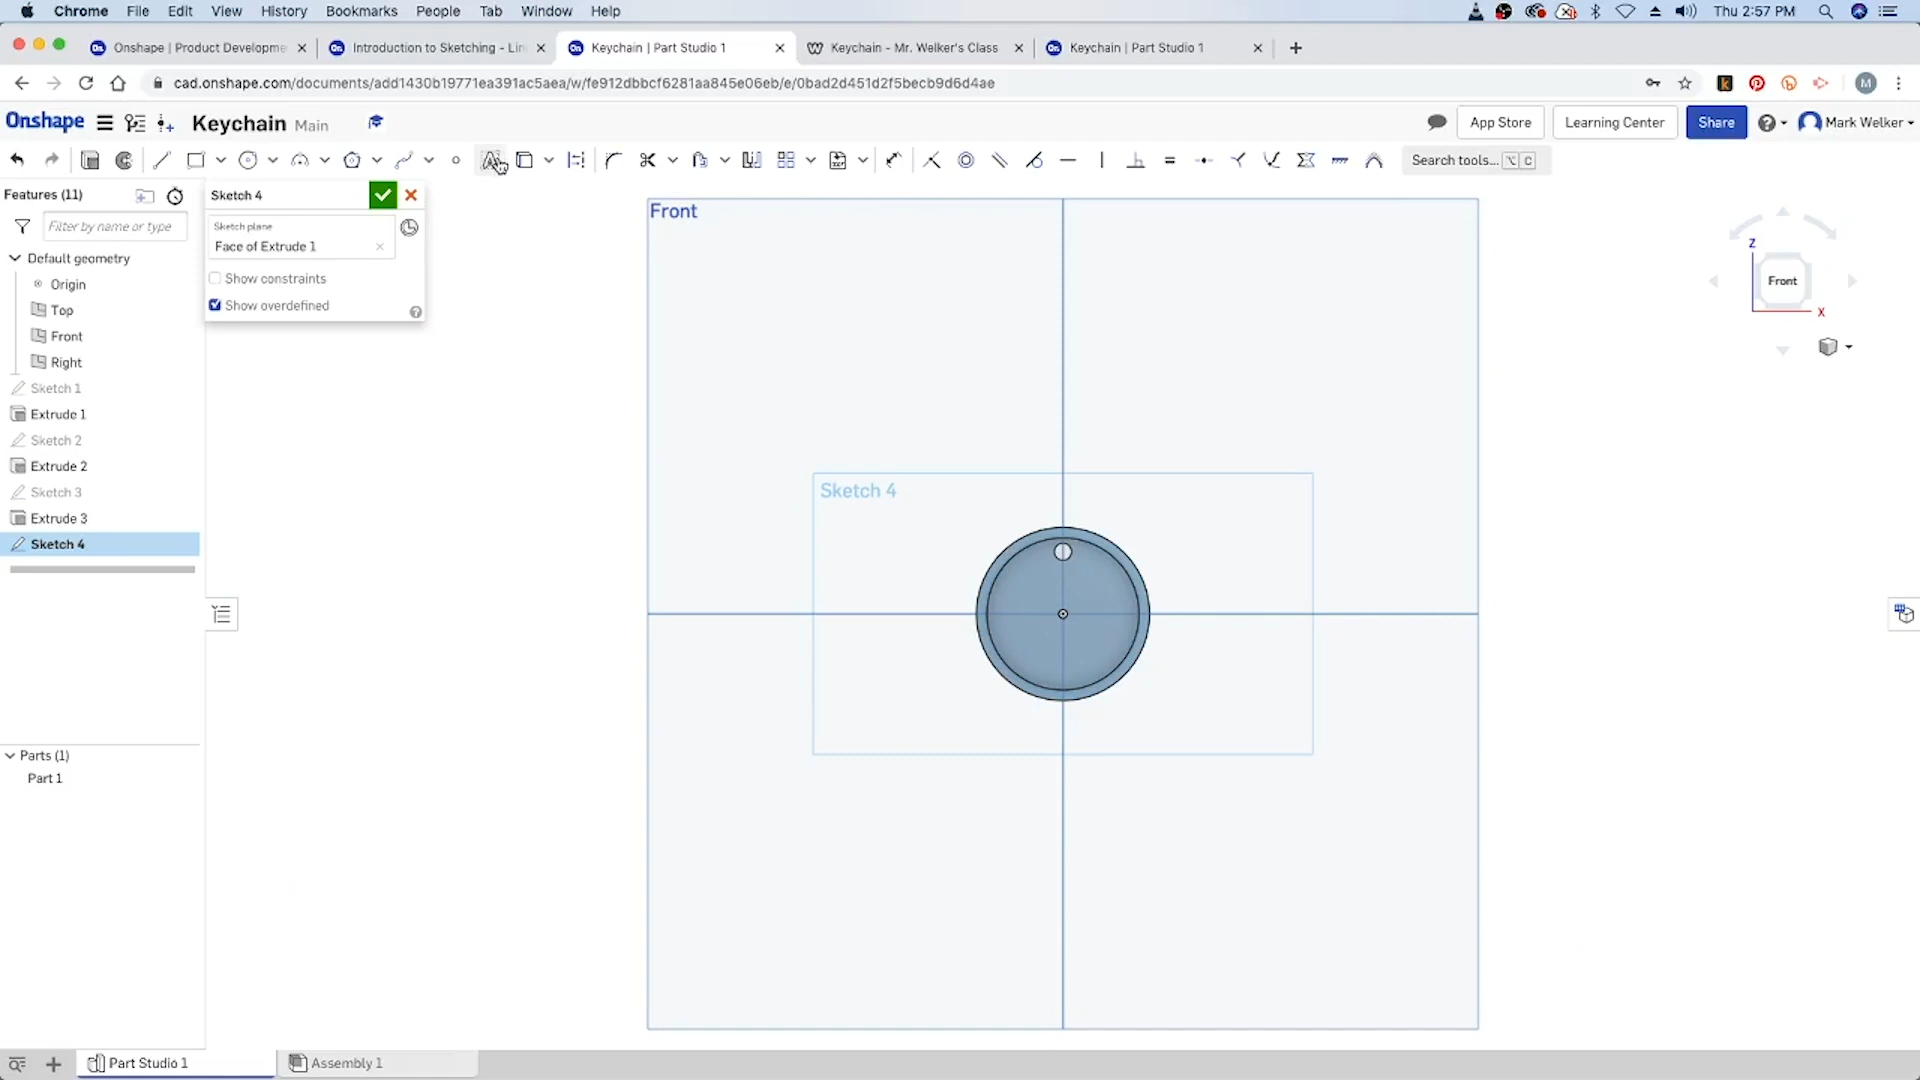 Chrome File Edit View History Bookmarks People Tab Window Help Thu 2:57 PM
Onshape | Product Developme Introduction to Sketching - Lin Keychain | Part Studio 1 Keychain - Mr. Welker's Class Keychain | Part Studio 1
cad.onshape.com/documents/add1430b19771ea391ac5aea/w/fe912dbbcf6281aa845e06eb/e/0bad2d451d2f5becb9d6d4ae
Onshape Keychain Main App Store Learning Center Share Mark Welker
Search tools... C
Features (11)
Filter by name or type
Default geometry
Origin
Top
Front
Right
Sketch 1
Extrude 1
Sketch 2
Extrude 2
Sketch 3
Extrude 3
Sketch 4
Parts (1)
Part 1
Sketch 4
Sketch plane
Face of Extrude 1
Show constraints
Show overdefined
Front
Sketch 4
Z
Front
X
Part Studio 1 Assembly 1